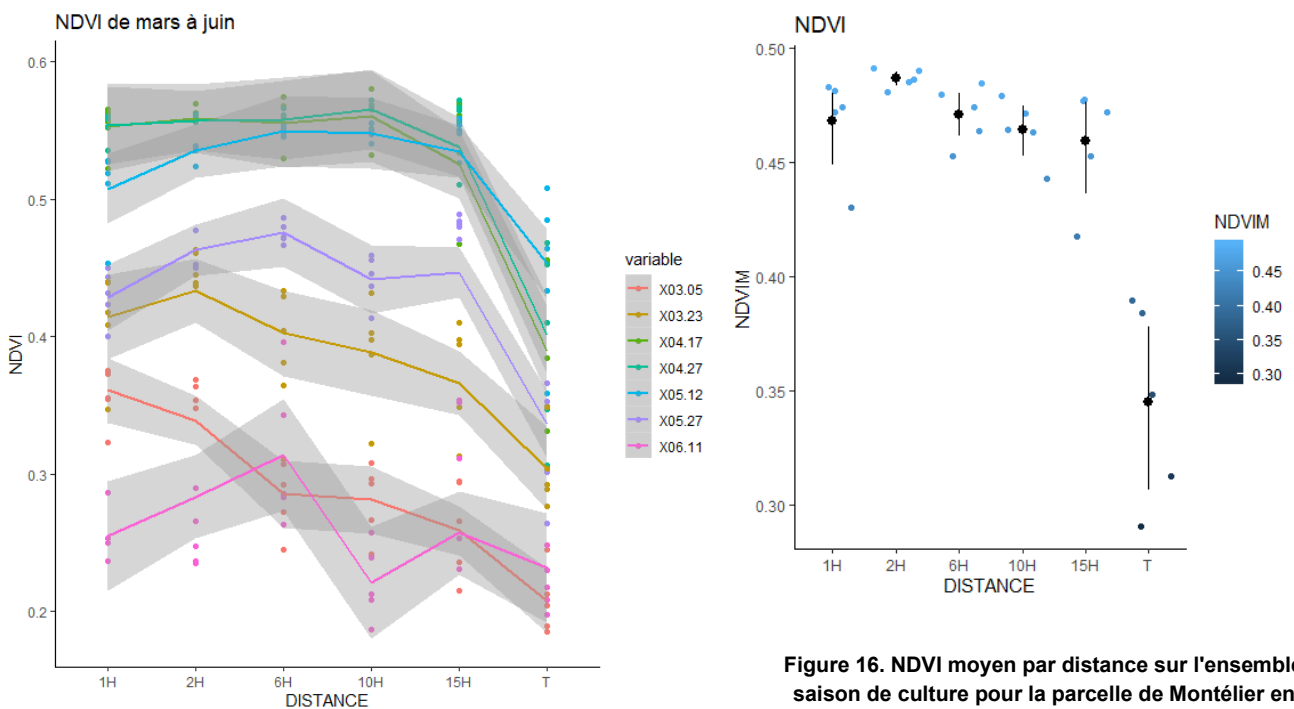 NDVI de mars à juin
NDVI
0.6
0.5
0.4
0.3
0.2
1H
2H
6H
10H
15H
T
DISTANCE
variable
X03.05
X03.23
X04.17
X04.27
X05.12
X05.27
X06.11
NDVI
NDVIM
0.50
0.45
0.40
0.35
0.30
1H
2H
6H
10H
15H
T
DISTANCE
NDVIM
0.45
0.40
0.35
0.30
Figure 16. NDVI moyen par distance sur l'ensemble
saison de culture pour la parcelle de Montélier en